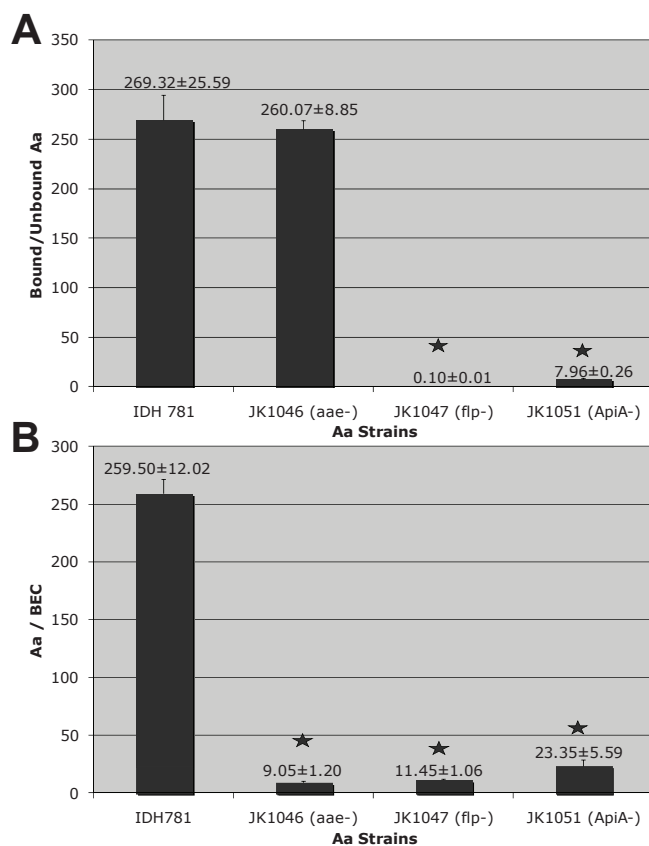 A
350
300
250
200
150
100
50
0
Bound/Unbound Aa
269.32±25.59
260.07±8.85
0.10±0.01
7.96±0.26
IDH 781
JK1046 (aae-)
JK1047 (flp-)
JK1051 (ApiA-)
Aa Strains
B
300
250
200
150
100
50
0
Aa / BEC
259.50±12.02
9.05±1.20
11.45±1.06
23.35±5.59
IDH781
JK1046 (aae-)
JK1047 (flp-)
JK1051 (ApiA-)
Aa Strains